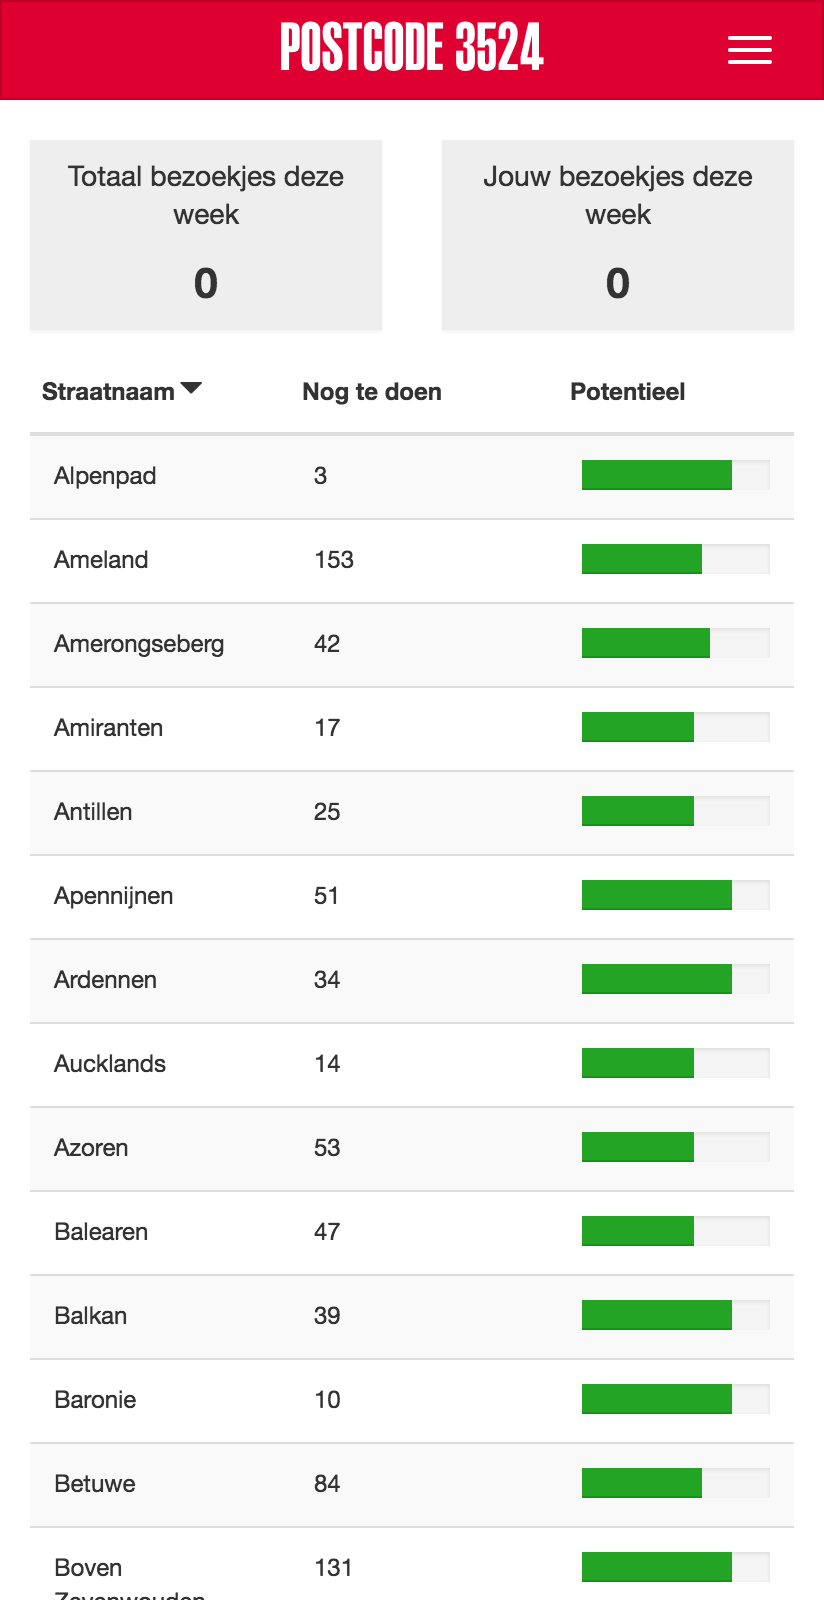 POSTCODE 3524
Totaal bezoekjes deze
week
0
Jouw bezoekjes deze
week
0
Straatnaam Nog te doen Potentieel
Alpenpad 3
Ameland 153
Amerongseberg 42
Amiranten 17
Antillen 25
Apennijnen 51
Ardennen 34
Aucklands 14
Azoren 53
Balearen 47
Balkan 39
Baronie 10
Betuwe 84
Boven 131
Zevenwouden